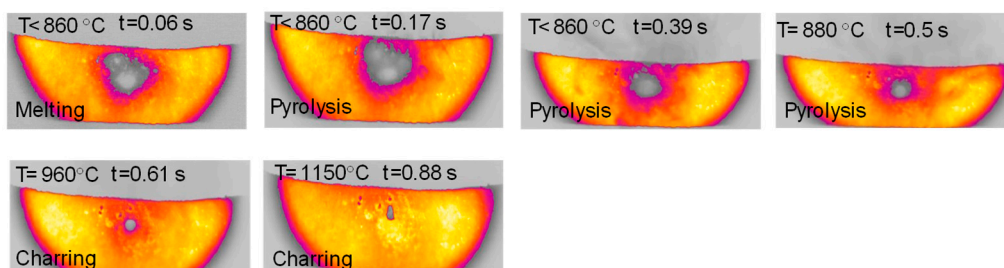 T<860 °C t=0.06 s
Melting
T<860 °C t=0.17 s
Pyrolysis
T<860 °C t=0.39 s
Pyrolysis
T=880 °C t=0.5 s
Pyrolysis
T=960°C t=0.61 s
Charring
T=1150°C t=0.88 s
Charring